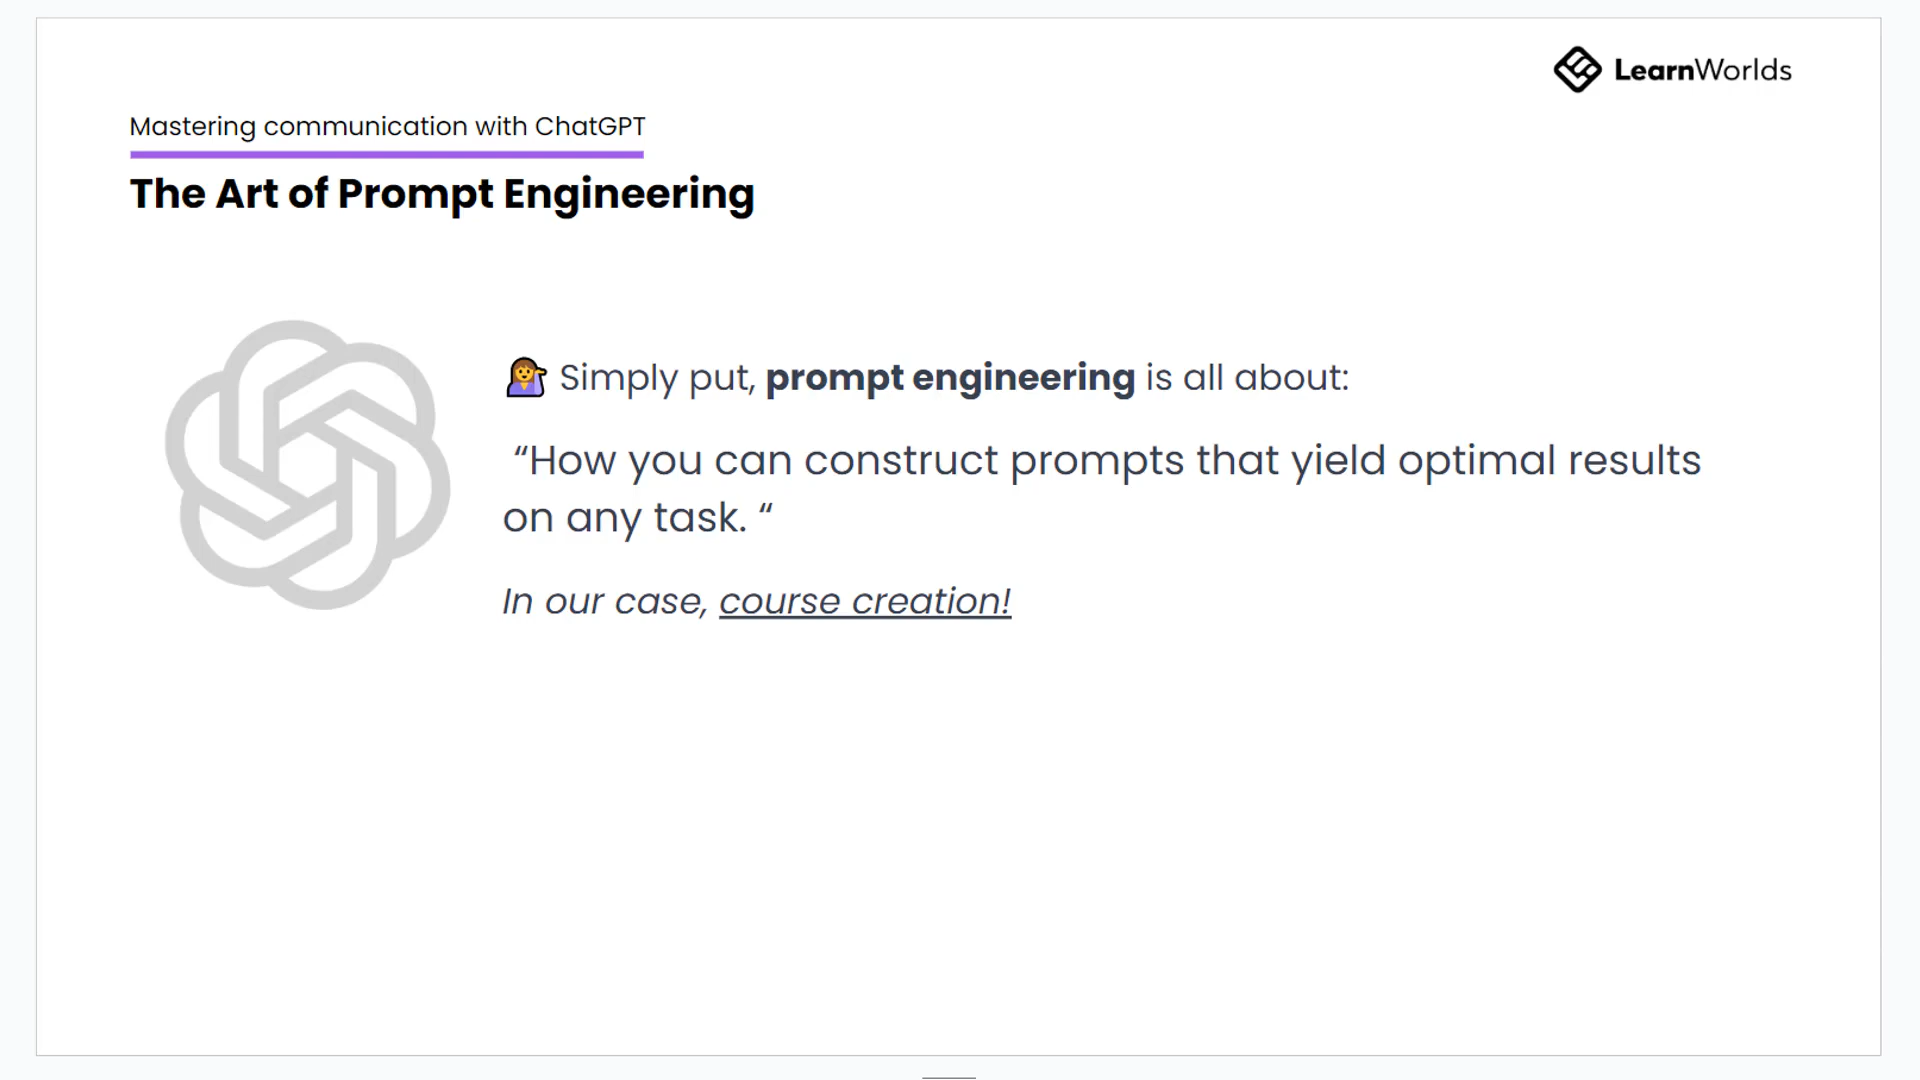 LearnWorlds
Mastering communication with ChatGPT
The Art of Prompt Engineering
Simply put, prompt engineering is all about:
“How you can construct prompts that yield optimal results
on any task. “
In our case, course creation!